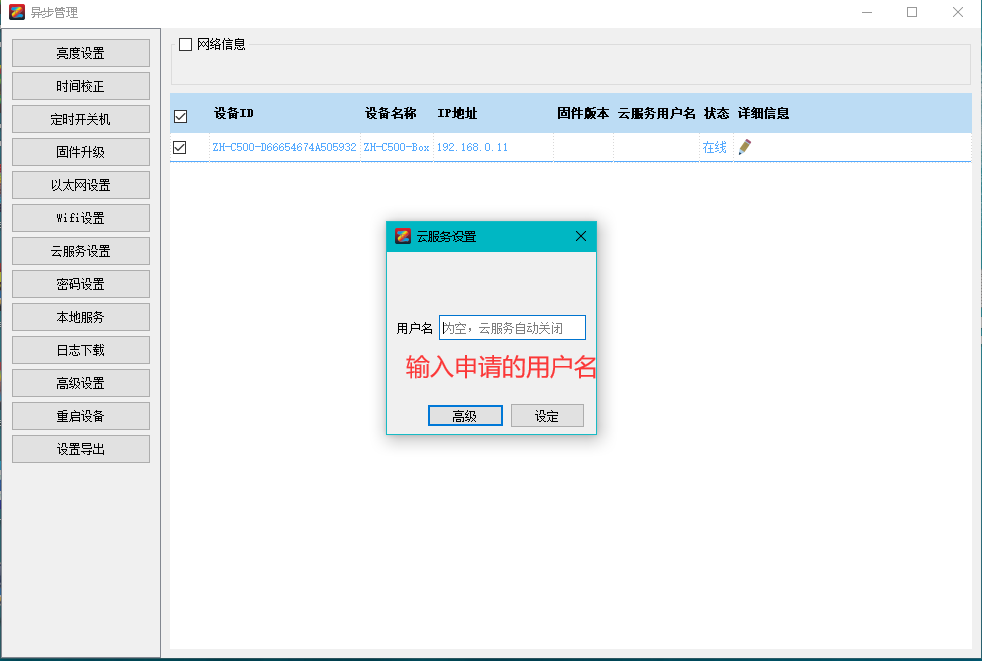 异步管理
亮度设置
时间校正
定时开关机
固件升级
以太网设置
Wifi设置
云服务设置
密码设置
本地服务
日志下载
高级设置
重启设备
设置导出
网络信息
设备ID 设备名称 IP地址 固件版本 云服务用户名 状态 详细信息
ZH-C500-D66654674A505932 ZH-C500-Box 192.168.0.11 在线
云服务设置
用户名 为空，云服务自动关闭
输入申请的用户名
高级 设定